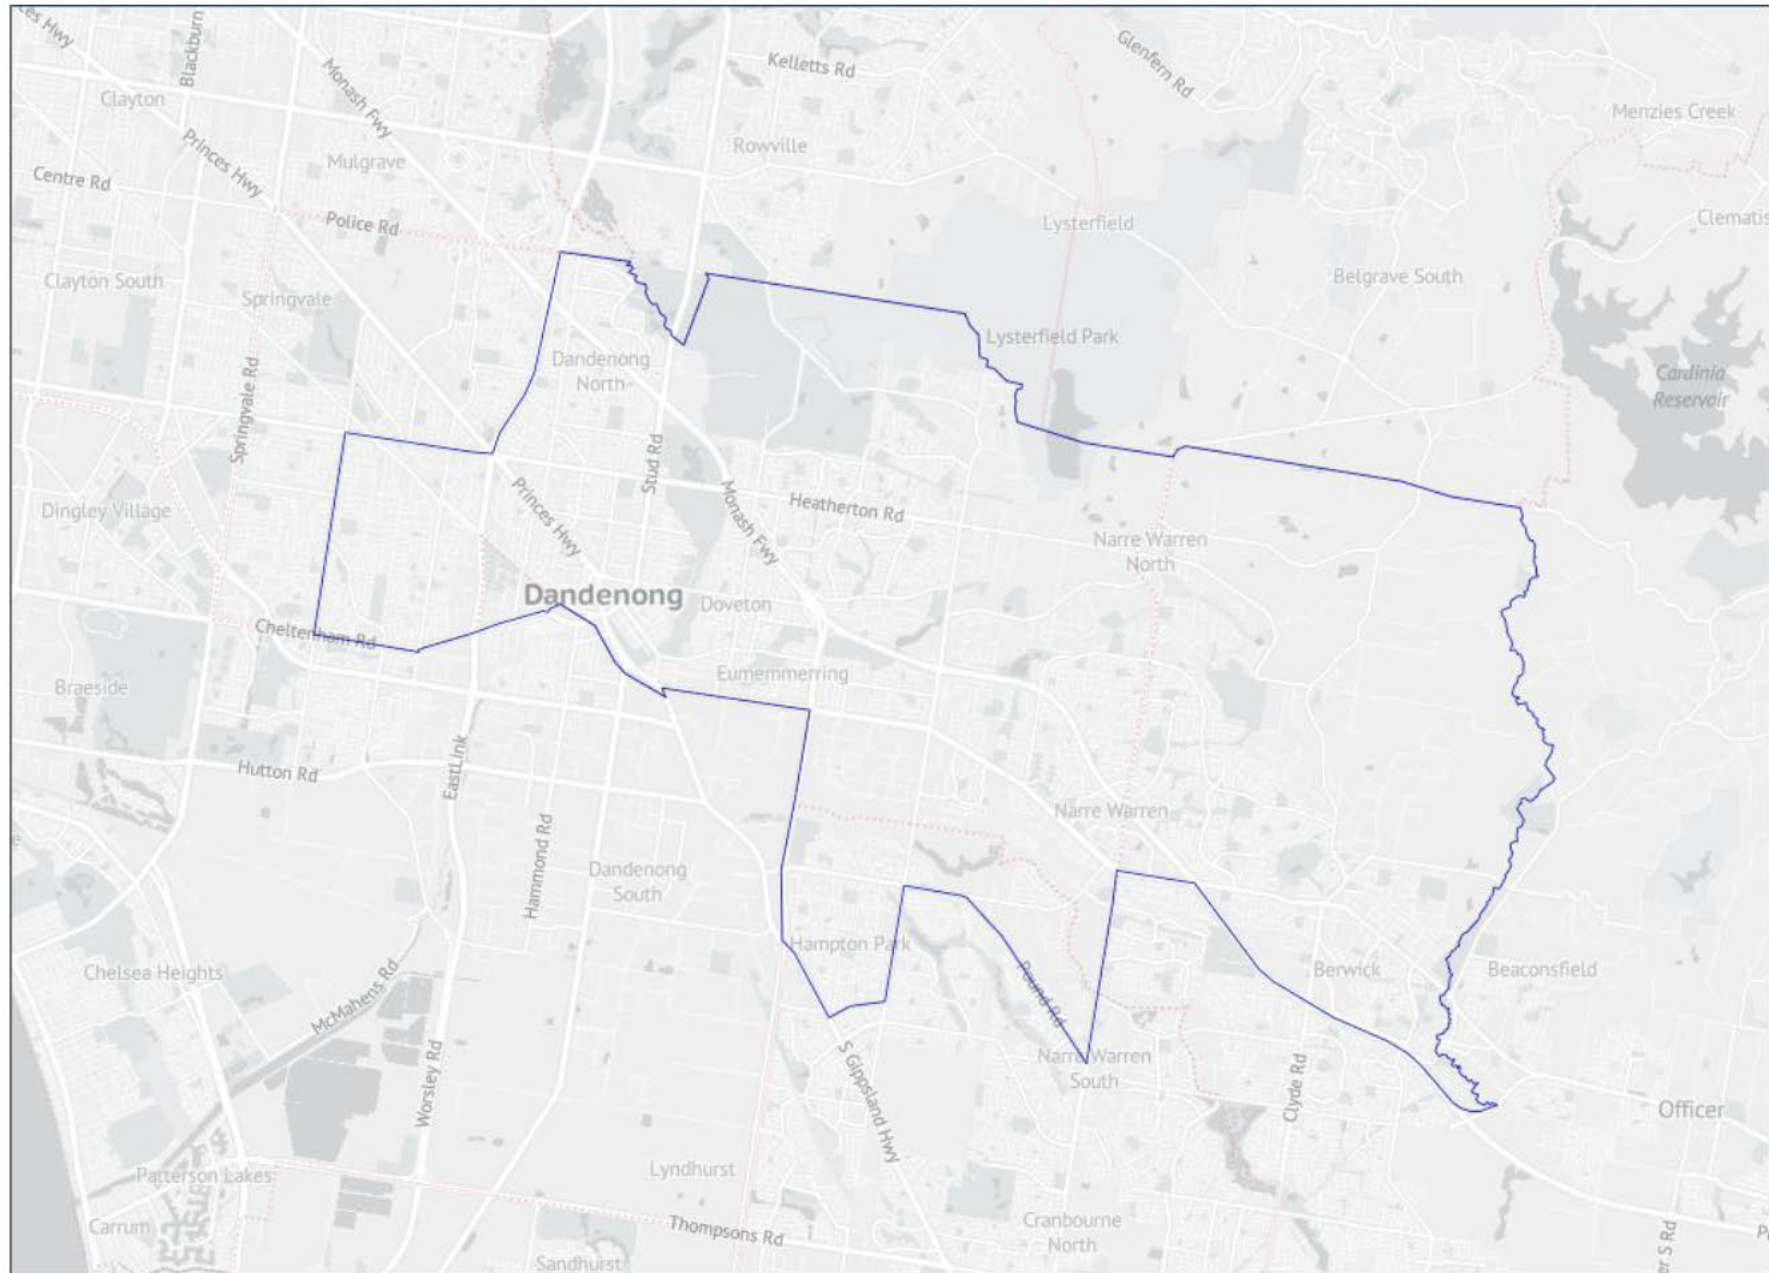 ces Hwy
Blackburn
Monash Fwy
Kelletts Rd
Glenfern Rd
Clayton
Menzies Creek
Princes Hwy
Mulgrave
Rowville
Centre Rd
Police Rd
Lysterfield
Clematis
Clayton South
Springvale
Belgrave South
Lysterfield Park
Dandenong
North
Cardinia
Reservoir
Springvale Rd
Stud Rd
Dingley Village
Princes Hwy
Monash Fwy
Heatherton Rd
Narre Warren
North
Dandenong
Doveton
Cheltenham Rd
Eumemmerring
Braeside
Hutton Rd
EastLink
Narre Warren
Hammond Rd
Dandenong
South
Hampton Park
Chelsea Heights
McMahens Rd
Pound Rd
Berwick
Beaconsfield
Worsley Rd
S Gippsland Hwy
Narre Warren
South
Clyde Rd
Officer
Patterson Lakes
Lyndhurst
Carrum
Thompsons Rd
Cranbourne
North
Sandhurst
er S Rd